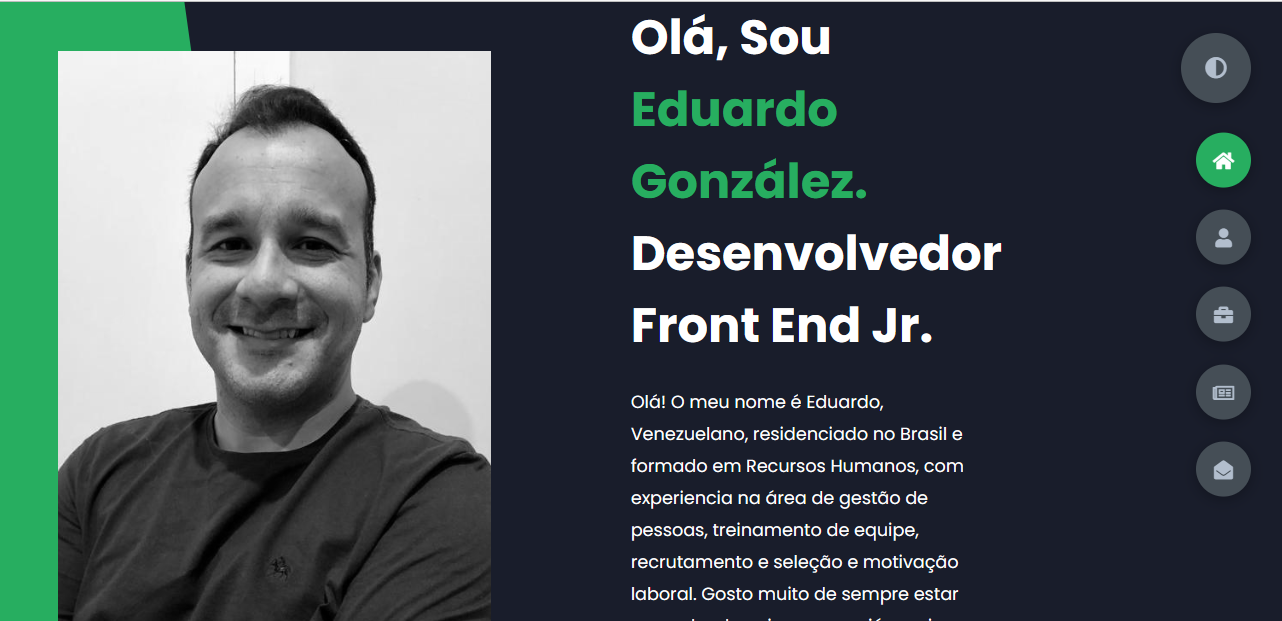 Olá, Sou
Eduardo
González.
Desenvolvedor
Front End Jr.
Olá! O meu nome é Eduardo,
Venezuelano, residenciado no Brasil e
formado em Recursos Humanos, com
experiencia na área de gestão de
pessoas, treinamento de equipe,
recrutamento e seleção e motivação
laboral. Gosto muito de sempre estar